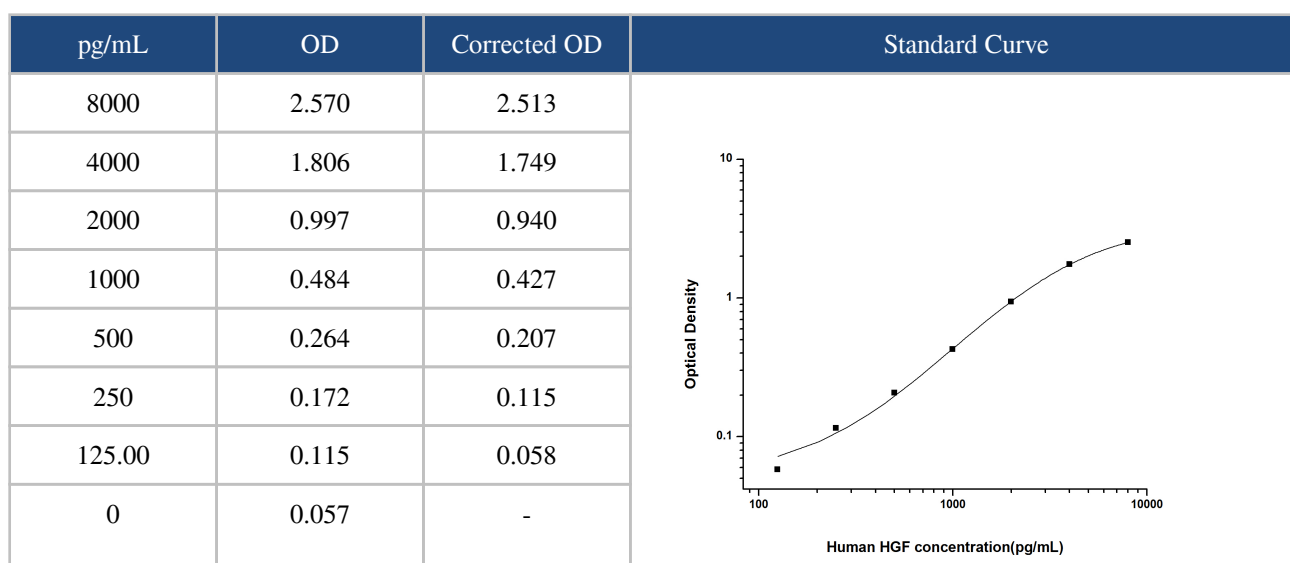 pg/mL OD Corrected OD Standard Curve
8000 2.570 2.513
4000 1.806 1.749
2000 0.997 0.940
1000 0.484 0.427
500 0.264 0.207
250 0.172 0.115
125.00 0.115 0.058
0 0.057 -
10
1
0.1
Optical Density
100 1000 10000
Human HGF concentration(pg/mL)